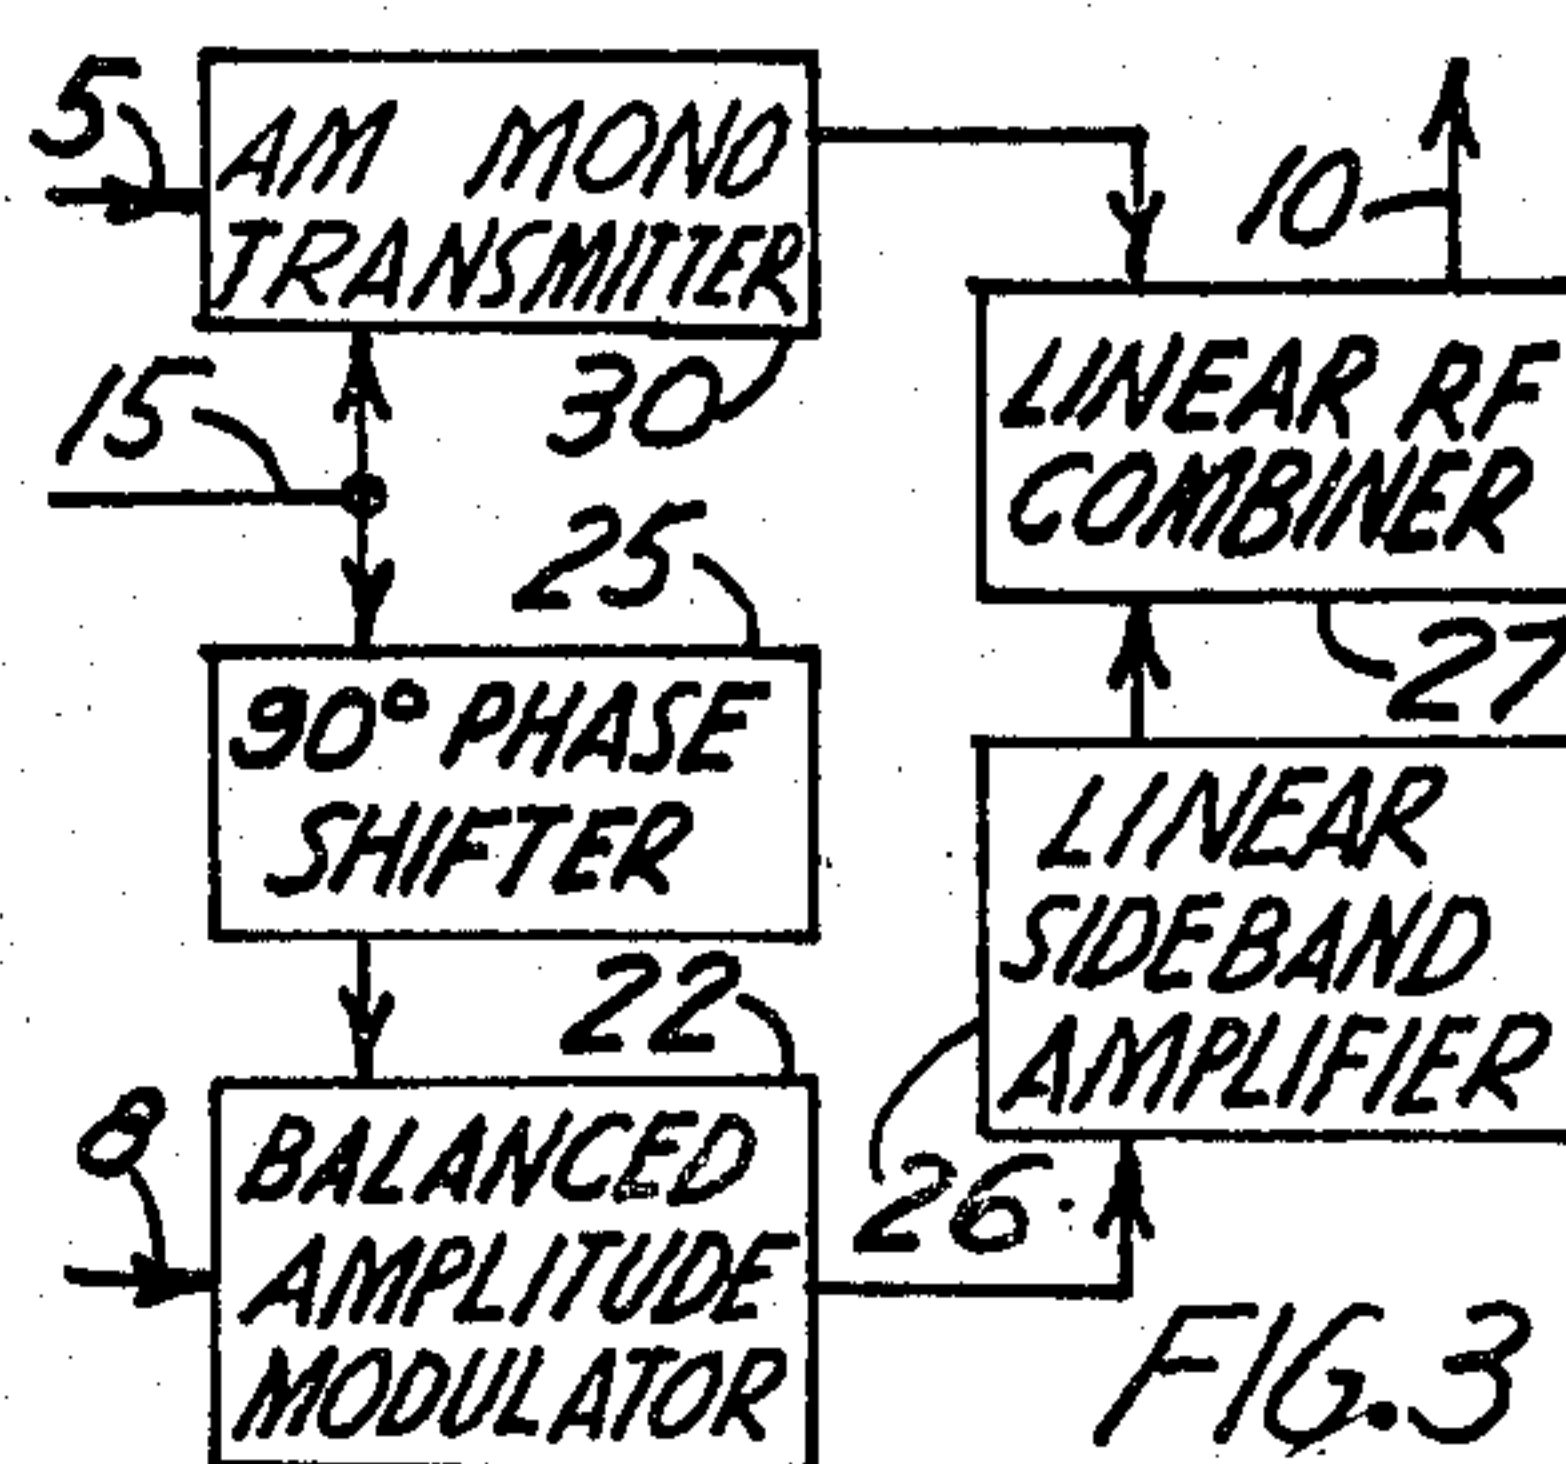 5
AM MONO
TRANSMITTER
10
30
15
LINEAR RF
COMBINER
25
27
90° PHASE
SHIFTER
LINEAR
SIDEBAND
AMPLIFIER
22
8
BALANCED
AMPLITUDE
MODULATOR
26
FIG. 3